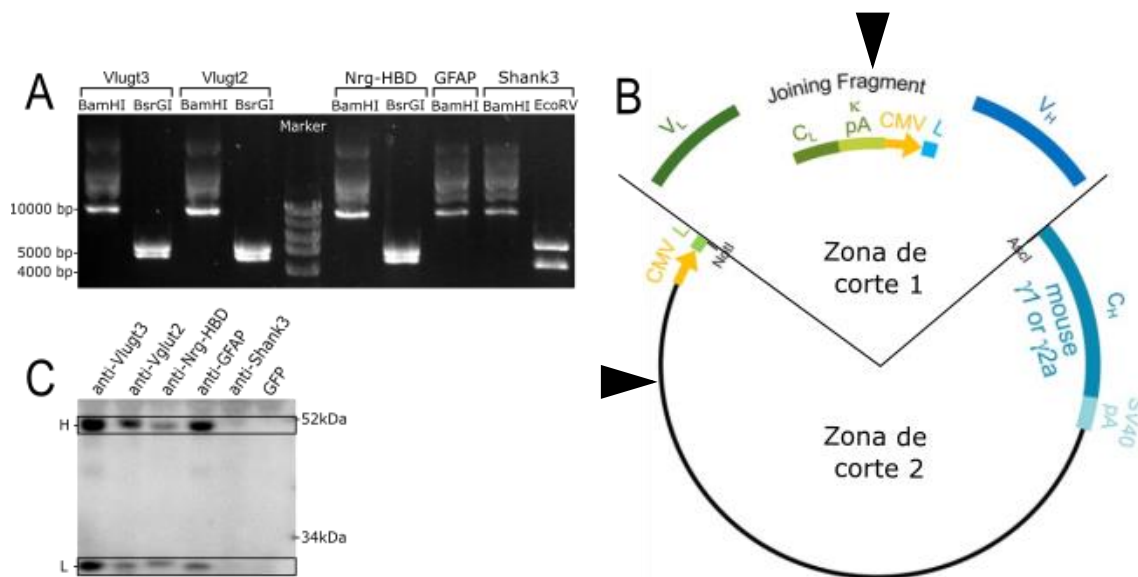 A
Vlugt3
Vlugt2
Nrg-HBD
GFAP
Shank3
BamHI
BsrGI
BamHI
BsrGI
Marker
BamHI
BsrGI
BamHI
BamHI
EcoRV
10000 bp
5000 bp
4000 bp
B
Joining Fragment
VL
CL
κ
pA
CMV
L
VH
Zona de
corte 1
CMV
L
NotI
AscI
CH
mouse
γ1 or γ2a
SV40
pA
Zona de
corte 2
C
anti-Vlugt3
anti-Vglut2
anti-Nrg-HBD
anti-GFAP
anti-Shank3
GFP
H
52kDa
34kDa
L